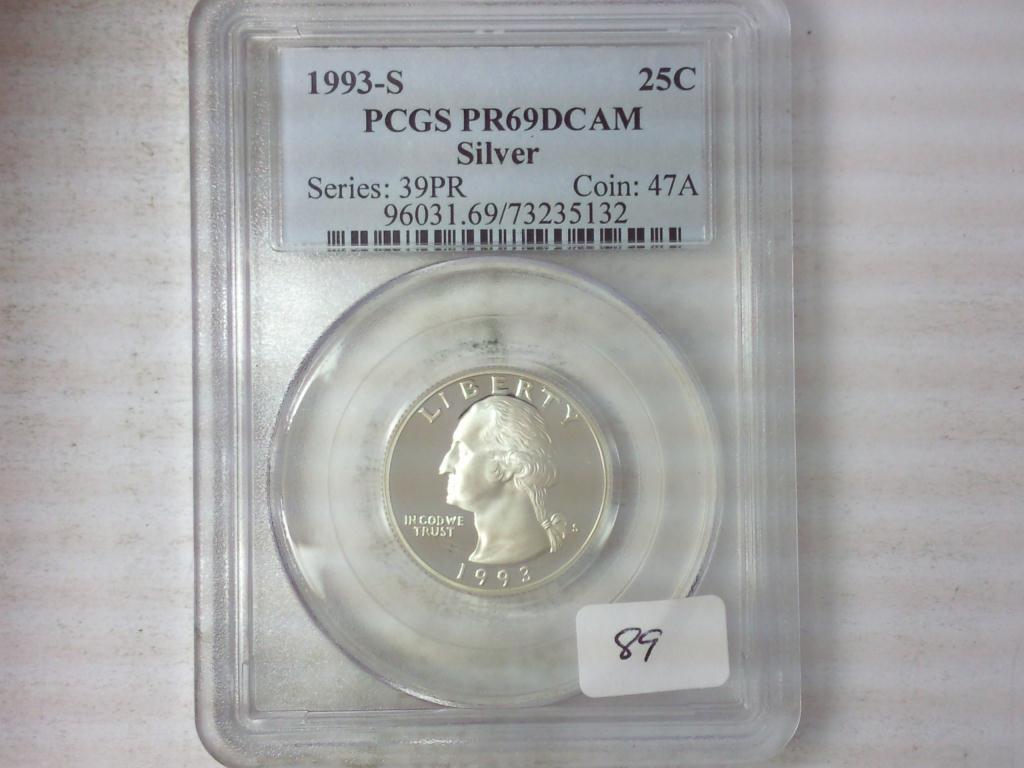 1993-S 25C
PCGS PR69DCAM
Silver
Series: 39PR Coin: 47A
96031.69/73235132
LIBERTY
IN GOD WE
TRUST
S
1993
89